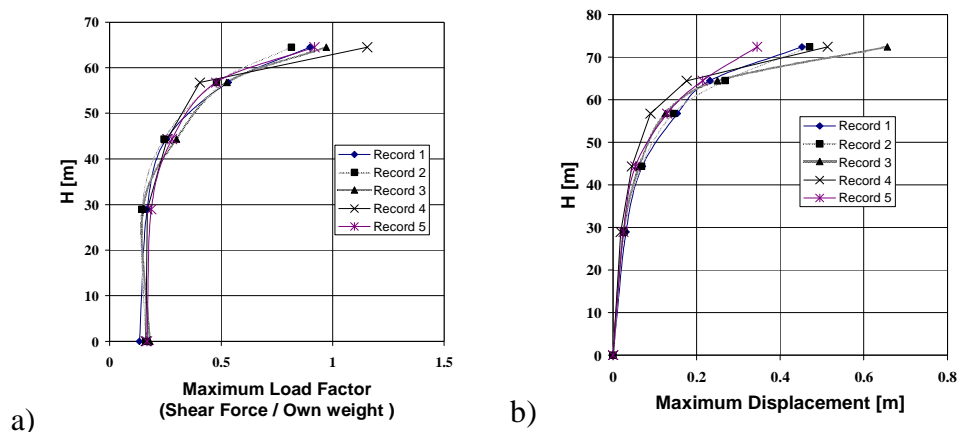 a)
70
60
50
40
30
20
10
0
H [m]
0
0.5
1
1.5
Maximum Load Factor
(Shear Force / Own weight )
Record 1
Record 2
Record 3
Record 4
Record 5
b)
80
70
60
50
40
30
20
10
0
H [m]
0
0.2
0.4
0.6
0.8
Maximum Displacement [m]
Record 1
Record 2
Record 3
Record 4
Record 5